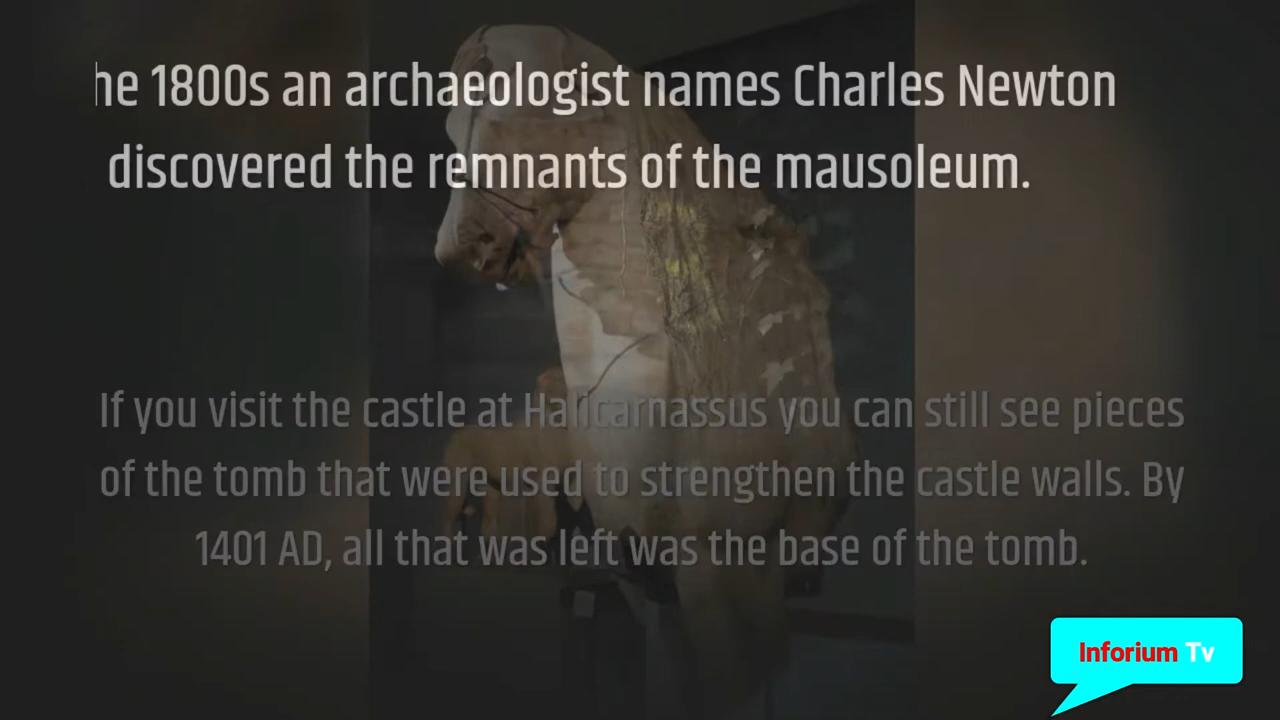 he 1800s an archaeologist names Charles Newton
discovered the remnants of the mausoleum.
If you visit the castle at Halicarnassus you can still see pieces
of the tomb that were used to strengthen the castle walls. By
1401 AD, all that was left was the base of the tomb.
Inforium Tv